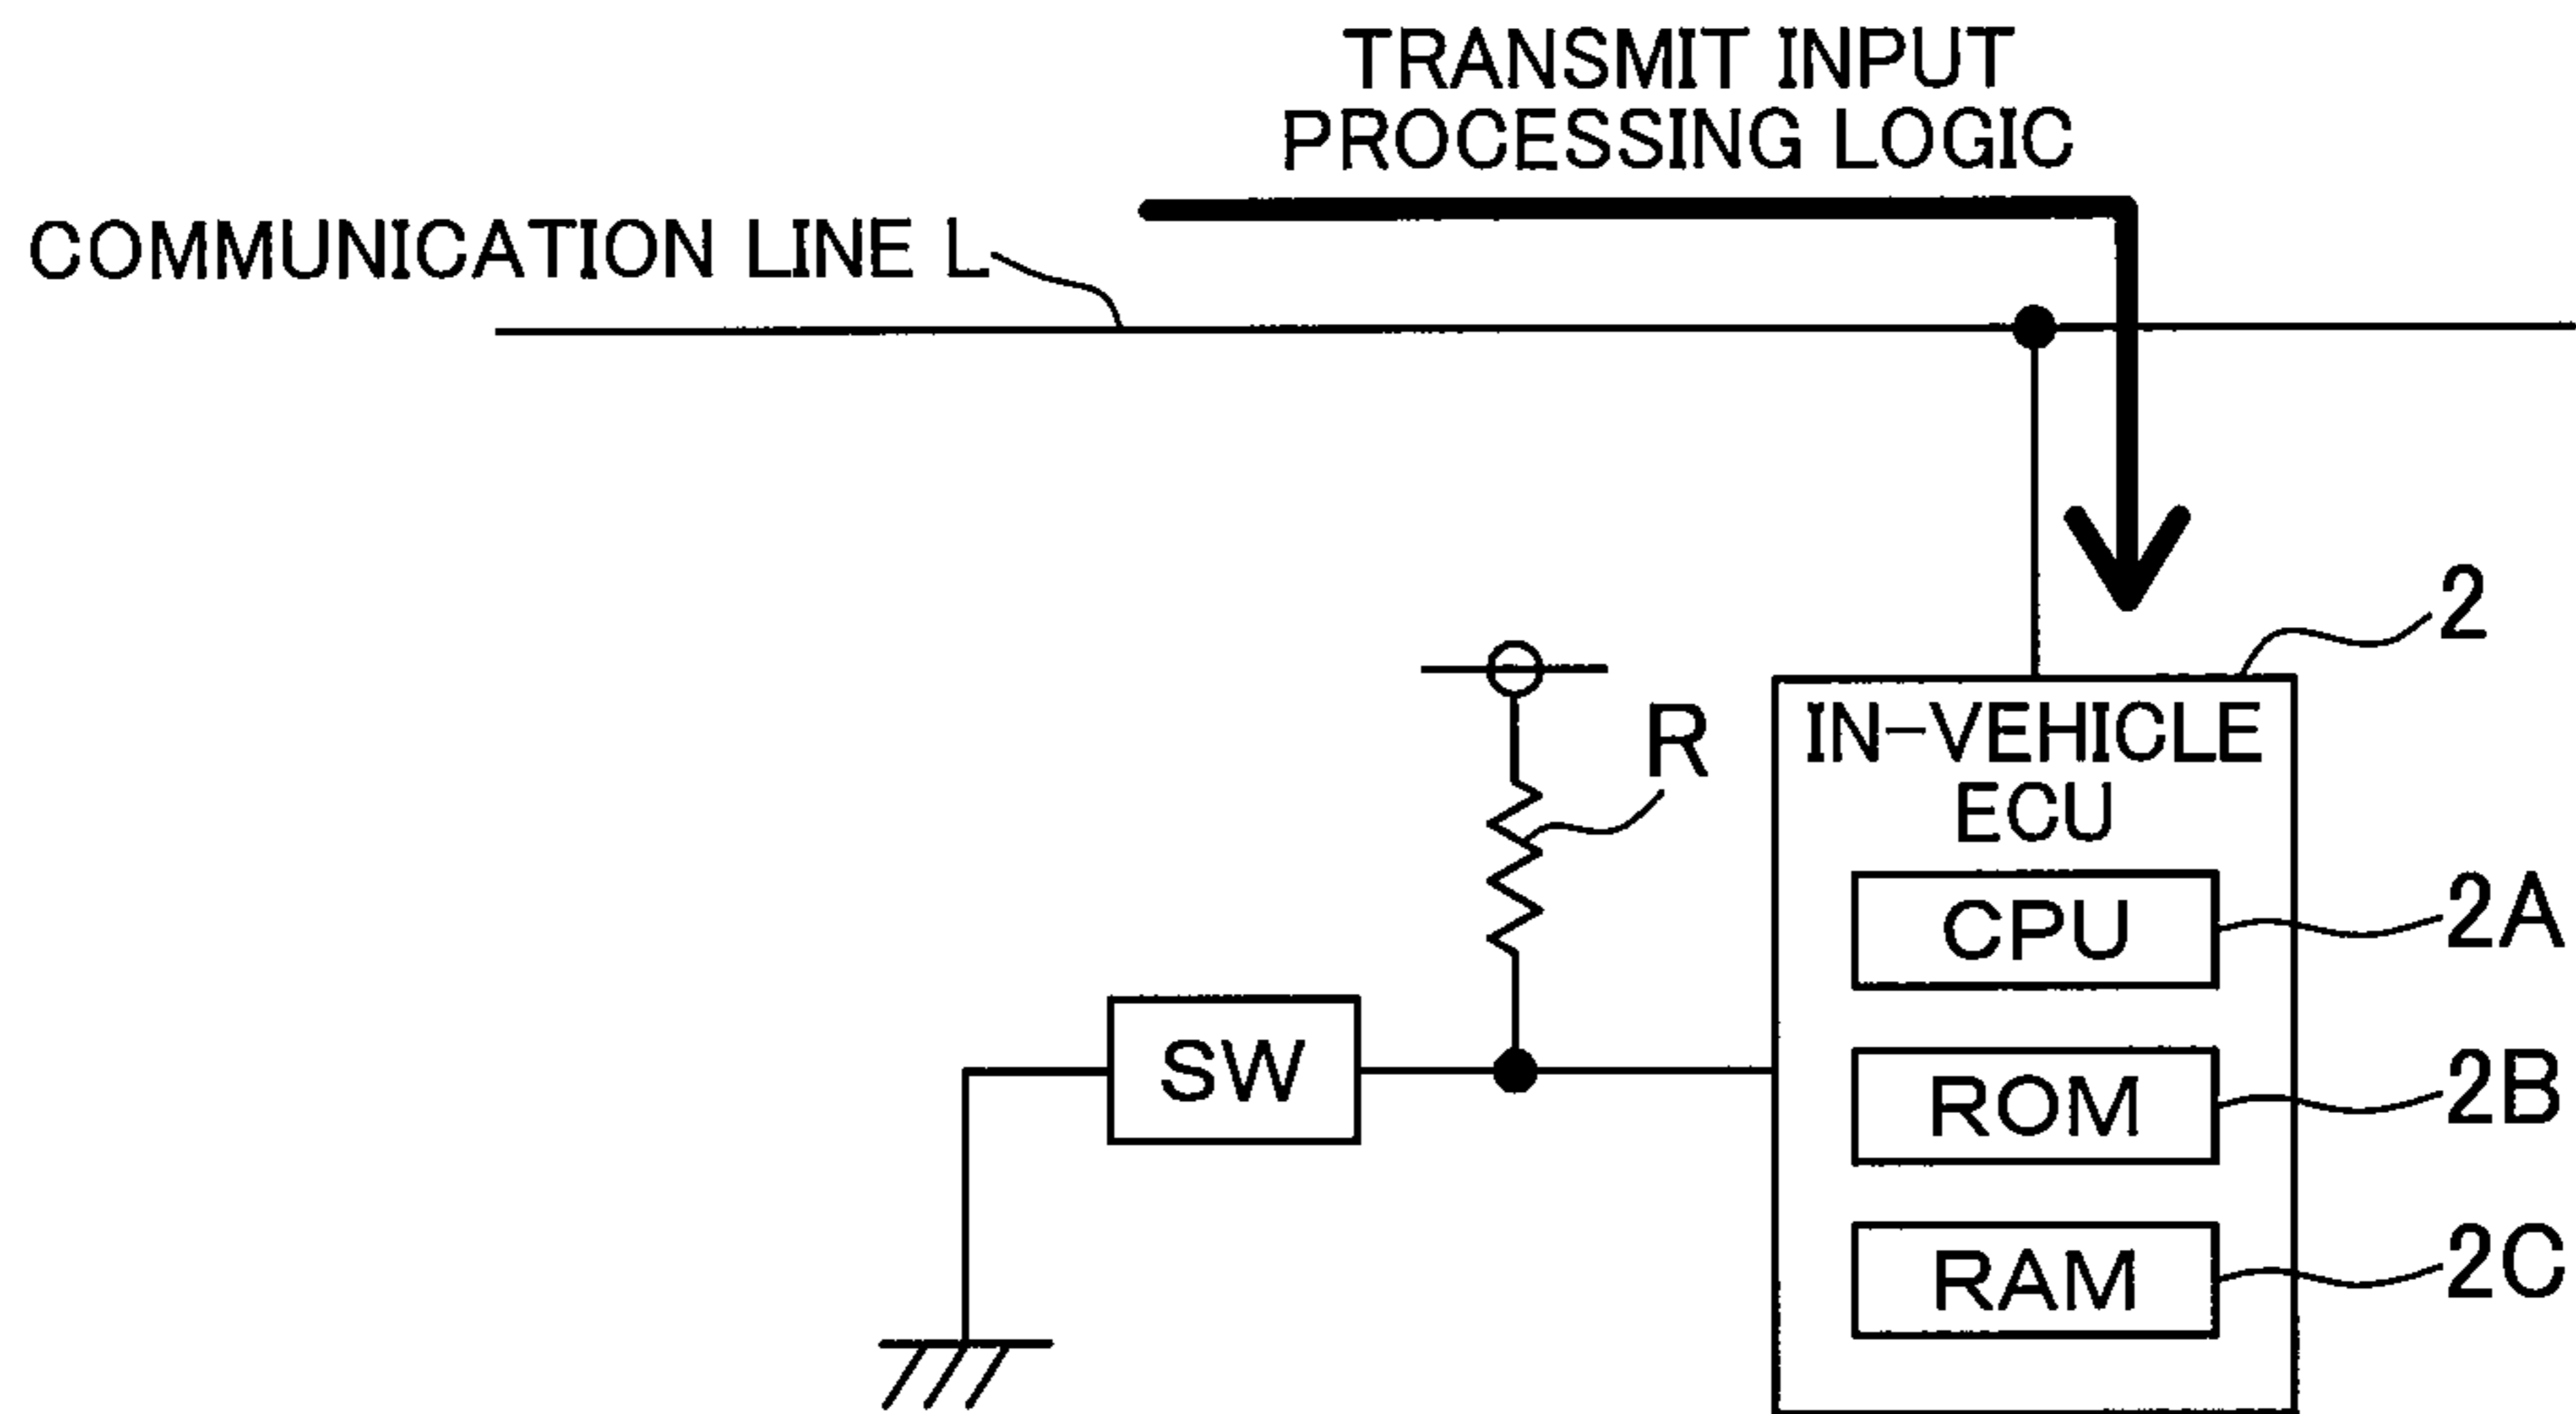 TRANSMIT INPUT
PROCESSING LOGIC
COMMUNICATION LINE L
2
R
IN-VEHICLE
ECU
CPU
2A
SW
ROM
2B
RAM
2C